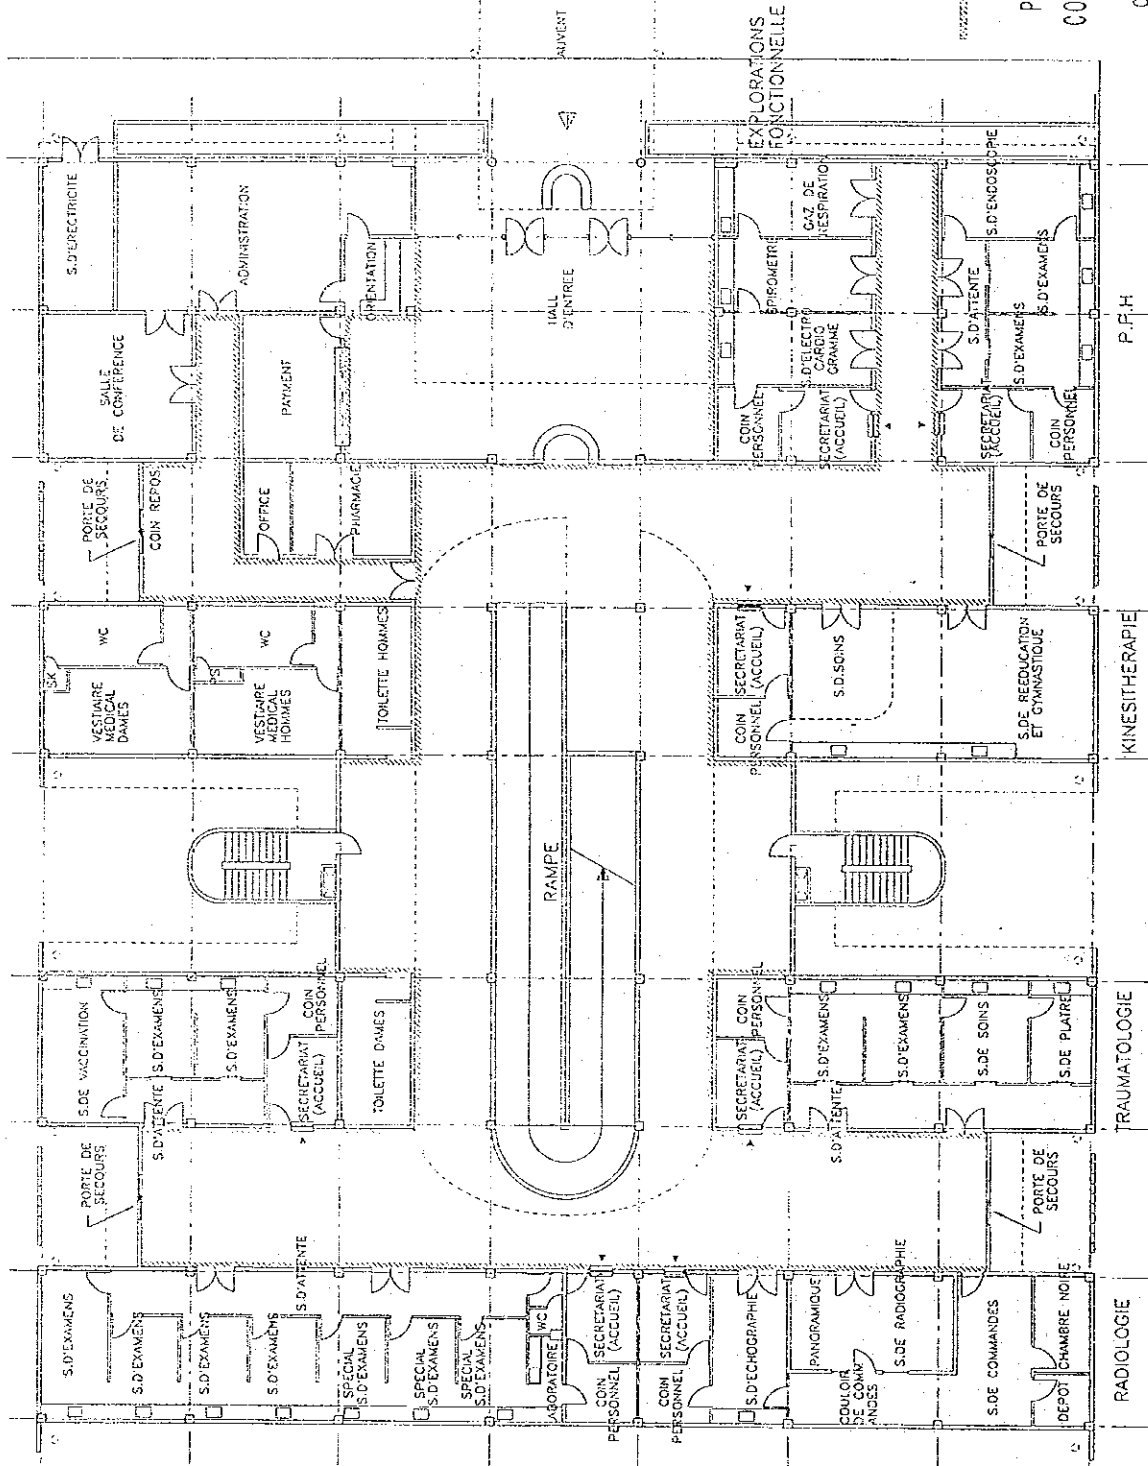 S.D'ERECTRICITE
ADMINISTRATION
SALLE
DE CONFERENCE
PAYMENT
ORIENTATION
HALL
D'ENTREE
AUVENT
EXPLORATIONS
FONCTIONNELLE
GAZ DE
RESPIRATION
SPIROMETRI
S.D'ELECTRO
CARDIO
GRAMME
COIN
PERSONNEL
SECRETARIAT
(ACCUEIL)
S.D'ENDOSCOPIE
S.D'ATTENTE
S.D'EXAMENS
S.D'EXAMENS
SECRETARIAT
(ACCUEIL)
COIN
PERSONNEL
P.F.H
PORTE DE
SECOURS
COIN REPOS
OFFICE
PHARMACIE
PORTE DE
SECOURS
WC
SK
VESTIAIRE
MEDICAL
DAMES
WC
PS
VESTIAIRE
MEDICAL
HOMMES
TOILETTE HOMMES
SECRETARIAT
(ACCUEIL)
COIN
PERSONNEL
S.D.SOINS
S.DE REEDUCATION
ET GYMNASTIQUE
KINESITHERAPIE
RAMPE
S.DE VACCINATION
S.D'EXAMENS
S.D'EXAMENS
S.D'ATTENTE
COIN
PERSONNEL
SECRETARIAT
(ACCUEIL)
TOILETTE DAMES
COIN
PERSONNEL
SECRETARIAT
(ACCUEIL)
S.D'EXAMENS
S.D'EXAMENS
S.DE SOINS
S.DE PLATRE
S.D'ATTENTE
TRAUMATOLOGIE
PORTE DE
SECOURS
PORTE DE
SECOURS
S.D'ATTENTE
S.D'EXAMENS
S.D'EXAMENS
S.D'EXAMENS
S.D'EXAMENS
SPECIAL
S.D'EXAMENS
SPECIAL
S.D'EXAMENS
SPECIAL
S.D'EXAMENS
WC
LABORATOIRE
SECRETARIAT
(ACCUEIL)
COIN
PERSONNEL
SECRETARIAT
(ACCUEIL)
COIN
PERSONNEL
S.D'ECHOGRAPHIE
PANORAMIQUE
COULOIR
DE COMM
ANDES
S.DE RADIOGRAPHIE
S.DE COMMANDES
CHAMBRE NOIRE
DEPOT
RADIOLOGIE
P
CO